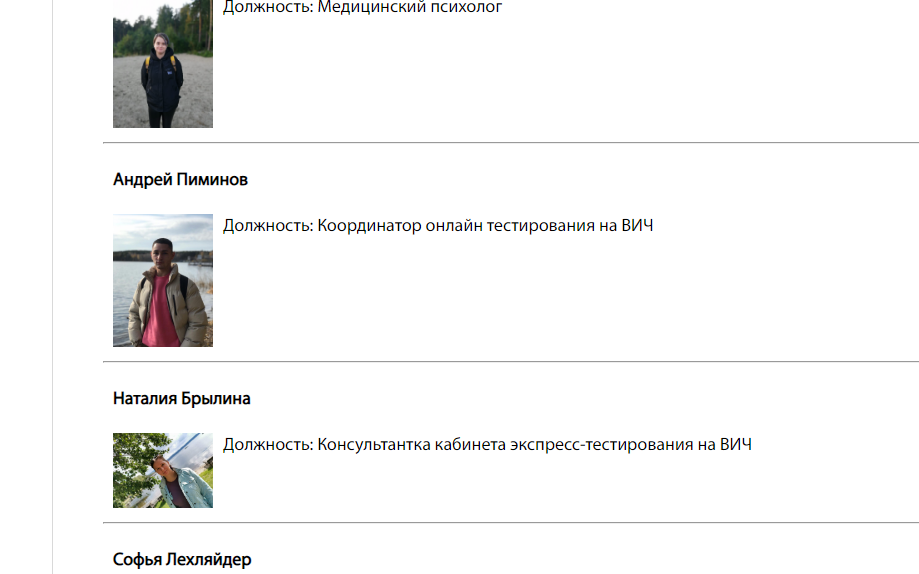 Должность: Медицинский психолог
Андрей Пиминов
Должность: Координатор онлайн тестирования на ВИЧ
Наталия Брылина
Должность: Консультантка кабинета экспресс-тестирования на ВИЧ
Софья Лехляйдер